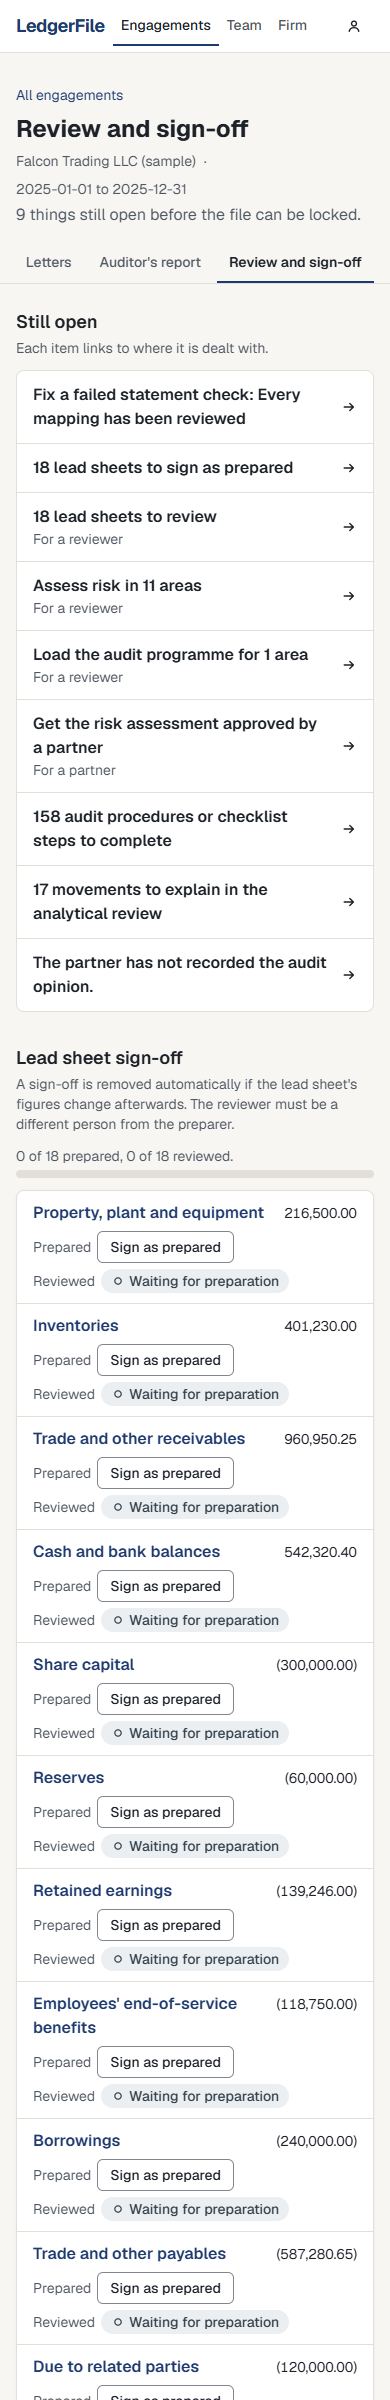 LedgerFile Engagements Team Firm
All engagements
Review and sign-off
Falcon Trading LLC (sample) ·
2025-01-01 to 2025-12-31
9 things still open before the file can be locked.
Letters Auditor's report Review and sign-off
Still open
Each item links to where it is dealt with.
Fix a failed statement check: Every
mapping has been reviewed
18 lead sheets to sign as prepared
18 lead sheets to review
For a reviewer
Assess risk in 11 areas
For a reviewer
Load the audit programme for 1 area
For a reviewer
Get the risk assessment approved by
a partner
For a partner
158 audit procedures or checklist
steps to complete
17 movements to explain in the
analytical review
The partner has not recorded the audit
opinion.
Lead sheet sign-off
A sign-off is removed automatically if the lead sheet's
figures change afterwards. The reviewer must be a
different person from the preparer.
0 of 18 prepared, 0 of 18 reviewed.
Property, plant and equipment 216,500.00
Prepared Sign as prepared
Reviewed Waiting for preparation
Inventories 401,230.00
Prepared Sign as prepared
Reviewed Waiting for preparation
Trade and other receivables 960,950.25
Prepared Sign as prepared
Reviewed Waiting for preparation
Cash and bank balances 542,320.40
Prepared Sign as prepared
Reviewed Waiting for preparation
Share capital (300,000.00)
Prepared Sign as prepared
Reviewed Waiting for preparation
Reserves (60,000.00)
Prepared Sign as prepared
Reviewed Waiting for preparation
Retained earnings (139,246.00)
Prepared Sign as prepared
Reviewed Waiting for preparation
Employees' end-of-service (118,750.00)
benefits
Prepared Sign as prepared
Reviewed Waiting for preparation
Borrowings (240,000.00)
Prepared Sign as prepared
Reviewed Waiting for preparation
Trade and other payables (587,280.65)
Prepared Sign as prepared
Reviewed Waiting for preparation
Due to related parties (120,000.00)
Prepared Sign as prepared